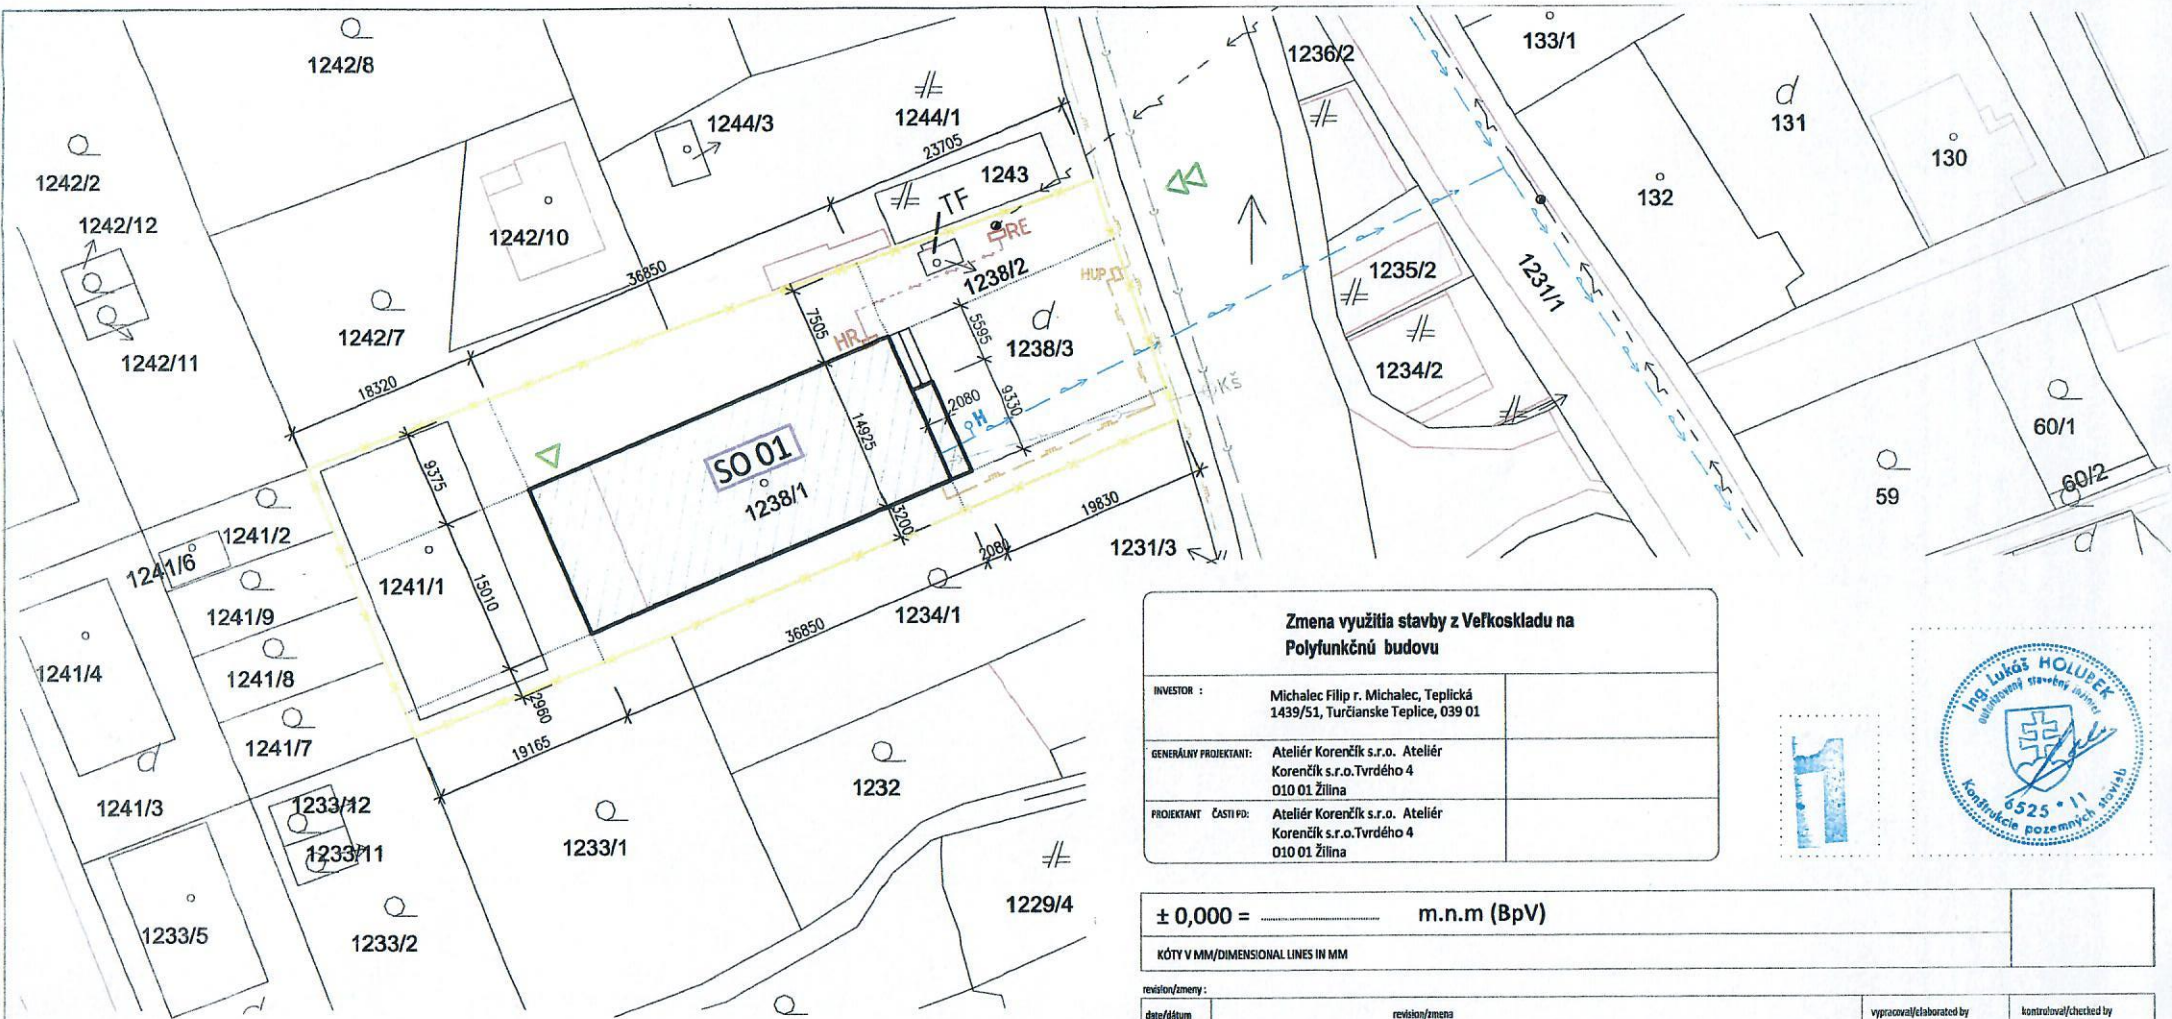 1242/8
1236/2
133/1
1244/3
1244/1
131
1242/2
23705
1243
130
1242/12
TF
132
1242/10
RE
36850
1238/2
HUP
1235/2
1231/1
1242/7
7505
HR
5595
1238/3
1242/11
1234/2
18320
2080
9330
H
KŠ
60/1
9375
SO 01
14925
1238/1
59
60/2
3200
19830
1241/2
1241/6
2080
1231/3
1241/1
15010
1241/9
1234/1
36850
1241/4
1241/8
2960
1241/7
19165
1241/3
1233/12
1232
1233/11
1233/1
1233/5
1233/2
1229/4
Zmena využitia stavby z Veľkoskladu na
Polyfunkčnú budovu
INVESTOR :
Michalec Filip r. Michalec, Teplická
1439/51, Turčianske Teplice, 039 01
GENERÁLNY PROJEKTANT:
Ateliér Korenčík s.r.o. Ateliér
Korenčík s.r.o.Tvrdého 4
010 01 Žilina
PROJEKTANT ČASTI PD:
Ateliér Korenčík s.r.o. Ateliér
Korenčík s.r.o.Tvrdého 4
010 01 Žilina
Ing. Lukáš HOLUBEK
autorizovaný stavebný inžinier
6525 * 11
Konštrukcie pozemných stavieb
± 0,000 = m.n.m (BpV)
KÓTY V MM/DIMENSIONAL LINES IN MM
revision/zmeny :
date/dátum
revision/zmena
vypracoval/elaborated by
kontroloval/checked by